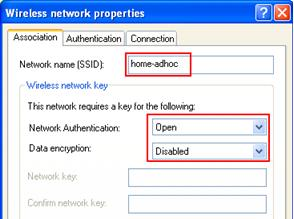 Wireless network properties
Association Authentication Connection
Network name (SSID): home-adhoc
Wireless network key
This network requires a key for the following:
Network Authentication: Open
Data encryption: Disabled
Network key:
Confirm network key: